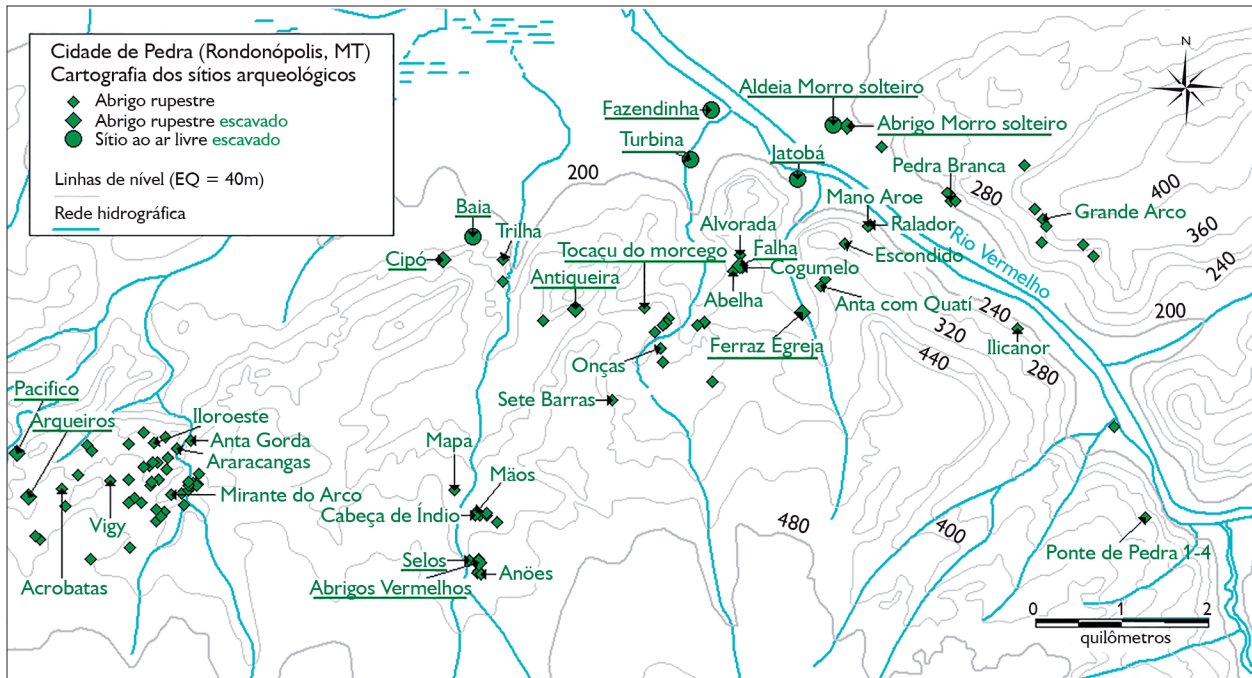 Cidade de Pedra (Rondonópolis, MT)
Cartografia dos sítios arqueológicos
Abrigo rupestre
Abrigo rupestre escavado
Sítio ao ar livre escavado
Linhas de nível (EQ = 40m)
Rede hidrográfica
N
Aldeia Morro solteiro
Fazendinha
Abrigo Morro solteiro
Turbina
Jatobá
200
Pedra Branca
280
400
Mano Aroe
Baia
Trilha
Alvorada
Ralador
Grande Arco
360
Rio Vermelho
Tocaçu do morcego
Falha
Escondido
Cipó
Cogumelo
240
Antiqueira
Abelha
Anta com Quatí
240
200
320
Ferraz Egreja
Ilicanor
440
280
Onças
Pacifico
Sete Barras
Arqueiros
Iloroeste
Anta Gorda
Mapa
Araracangas
Mäos
Mirante do Arco
Cabeça de Índio
Vigy
480
400
Ponte de Pedra 1-4
Selos
Anöes
Acrobatas
Abrigos Vermelhos
0 1 2
quilômetros